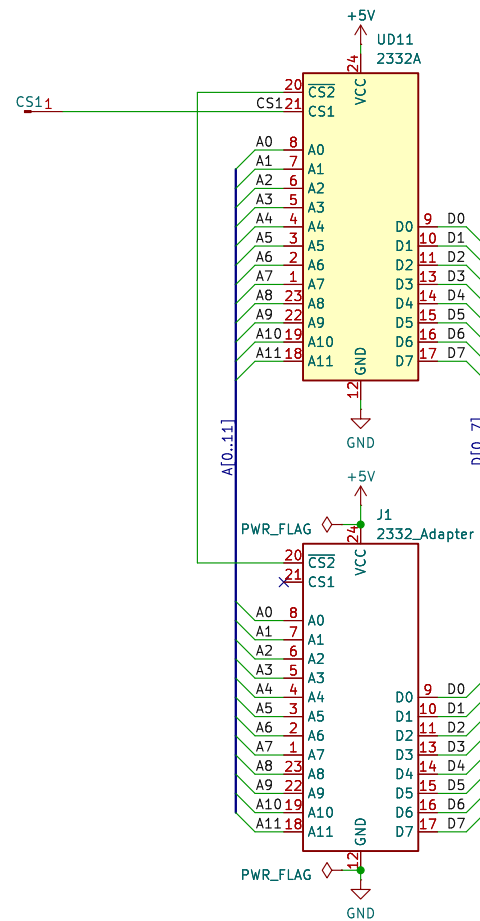 +5V
UD11
2332A
24
VCC
20 CS2
CS11 CS1 21 CS1
A0 8 A0
A1 7 A1
A2 6 A2
A3 5 A3
A4 4 A4 D0 9 D0
A5 3 A5 D1 10 D1
A6 2 A6 D2 11 D2
A7 1 A7 D3 13 D3
A8 23 A8 D4 14 D4
A9 22 A9 D5 15 D5
A10 19 A10 D6 16 D6
A11 18 A11 D7 17 D7
GND
12
GND
A[0..11]
D[0..7]
+5V
J1
PWR_FLAG
2332_Adapter
24
VCC
20 CS2
21 CS1
A0 8 A0
A1 7 A1
A2 6 A2
A3 5 A3
A4 4 A4 D0 9 D0
A5 3 A5 D1 10 D1
A6 2 A6 D2 11 D2
A7 1 A7 D3 13 D3
A8 23 A8 D4 14 D4
A9 22 A9 D5 15 D5
A10 19 A10 D6 16 D6
A11 18 A11 D7 17 D7
GND
12
PWR_FLAG
GND